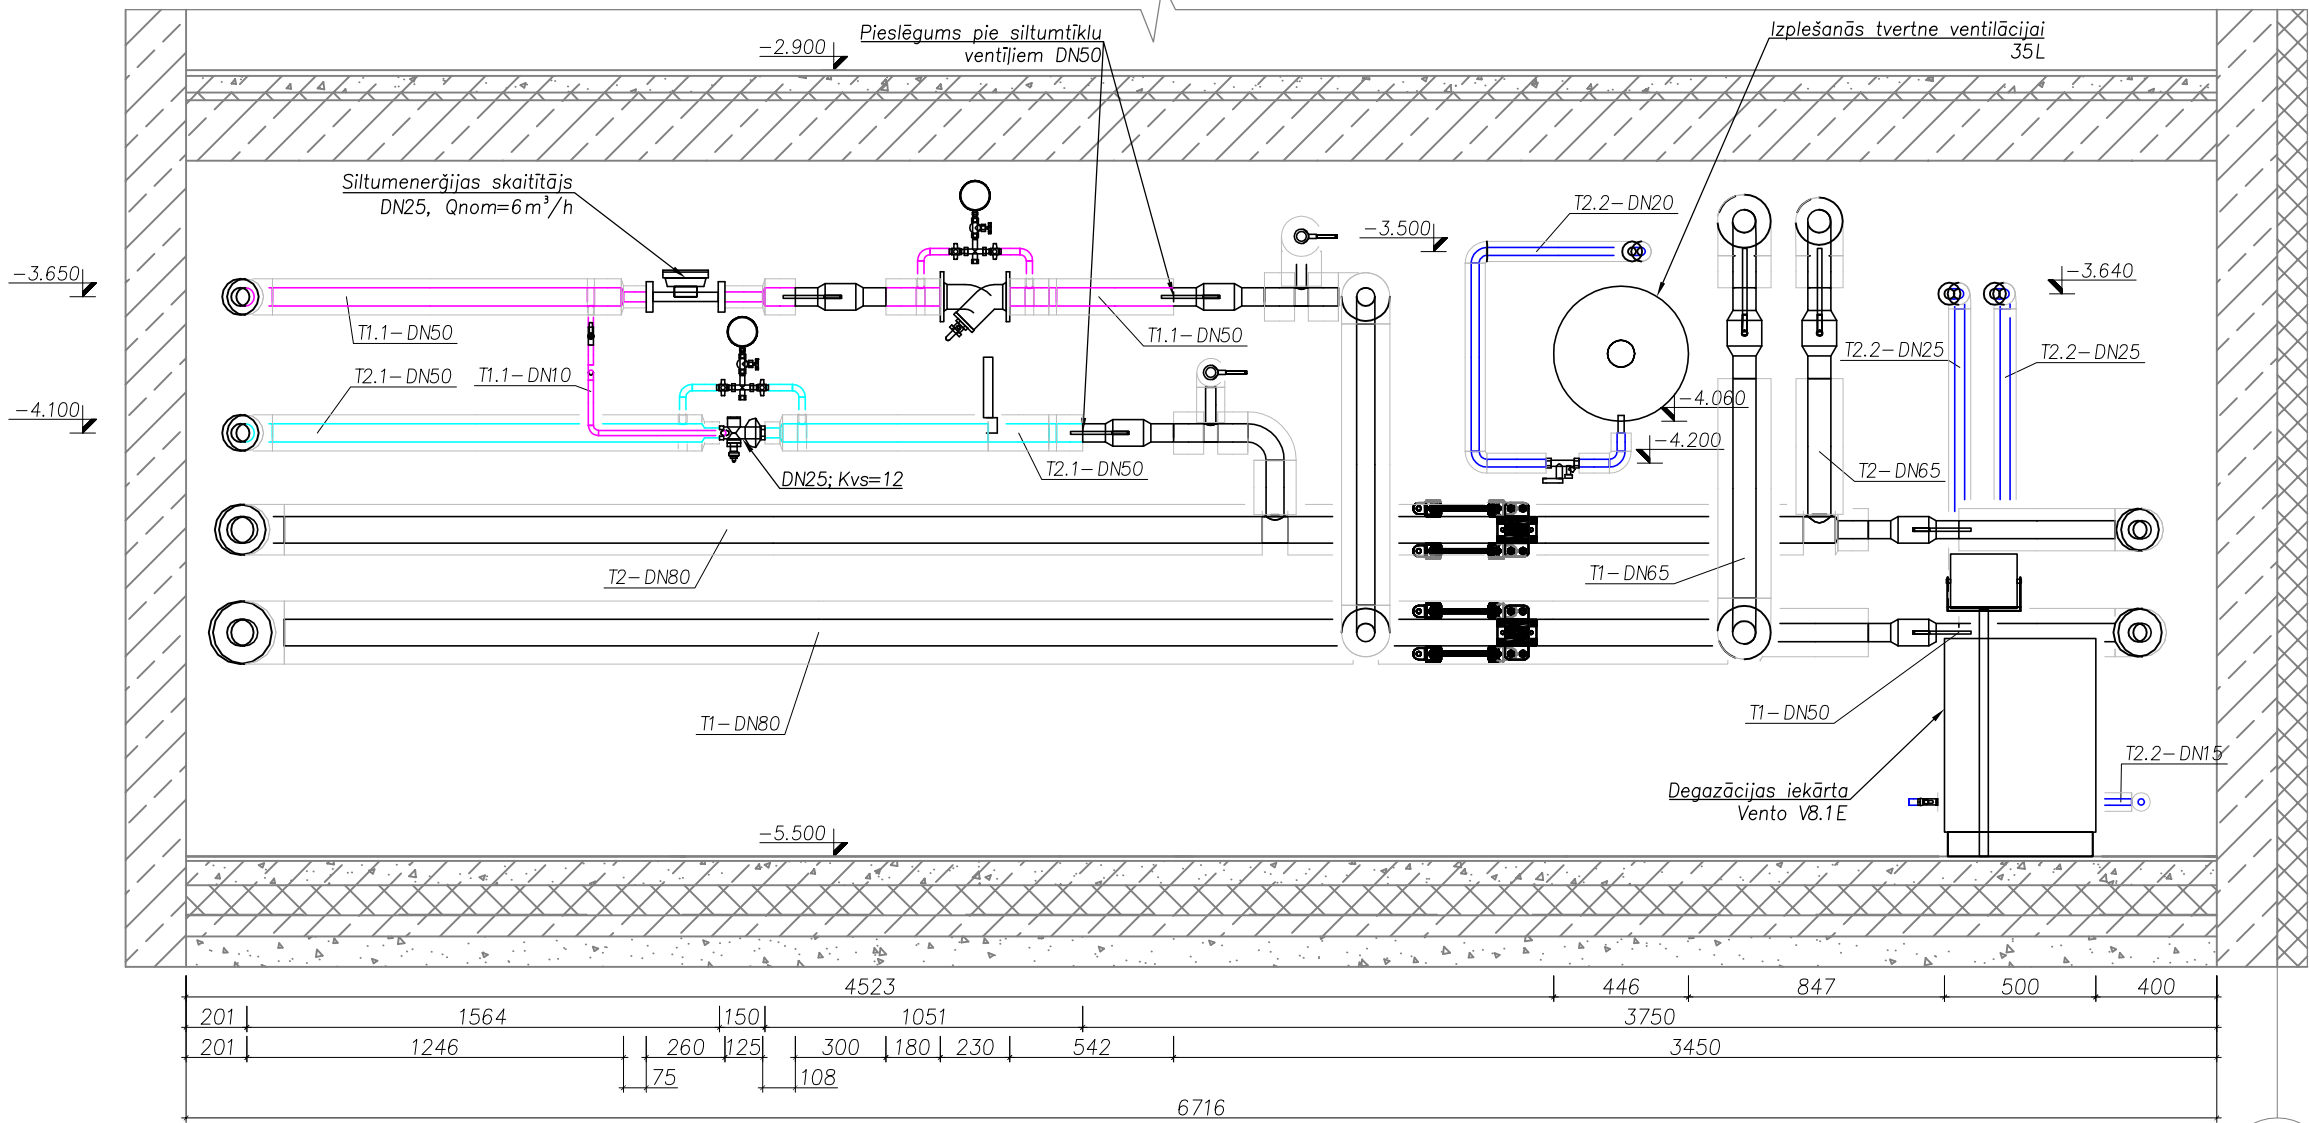 Pieslēgums pie siltumtīklu
ventīļiem DN50
Izplešanās tvertne ventilācijai
35L
-2.900
Siltumenerģijas skaitītājs
DN25, Qnom=6m³/h
T2.2-DN20
-3.500
-3.650
-3.640
T1.1-DN50
T1.1-DN50
T2.2-DN25
T2.2-DN25
T2.1-DN50
T1.1-DN10
-4.060
-4.100
-4.200
T2.1-DN50
T2-DN65
DN25; Kvs=12
T2-DN80
T1-DN65
T1-DN80
T1-DN50
T2.2-DN15
Degazācijas iekārta
Vento V8.1E
-5.500
4523 446 847 500 400
201 1564 150 1051 3750
201 1246 260 125 300 180 230 542 3450
75 108
6716